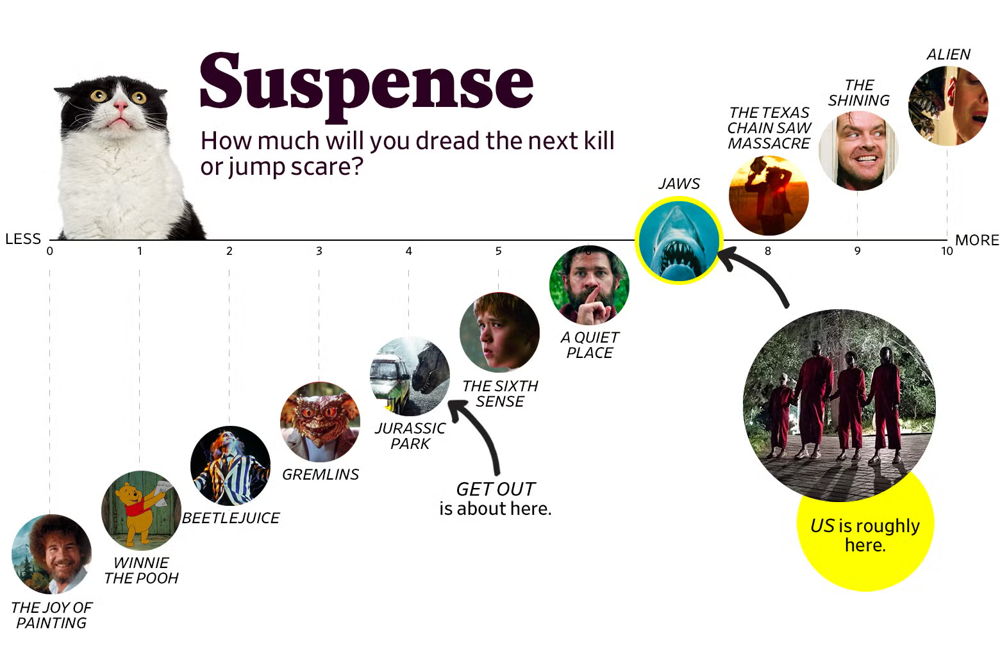 Suspense
How much will you dread the next kill
or jump scare?
ALIEN
THE
SHINING
THE TEXAS
CHAIN SAW
MASSACRE
JAWS
LESS
MORE
0 1 2 3 4 5 6 8 9 10
A QUIET
PLACE
THE SIXTH
SENSE
JURASSIC
PARK
GREMLINS
GET OUT
is about here.
BEETLEJUICE
US is roughly
here.
WINNIE
THE POOH
THE JOY OF
PAINTING